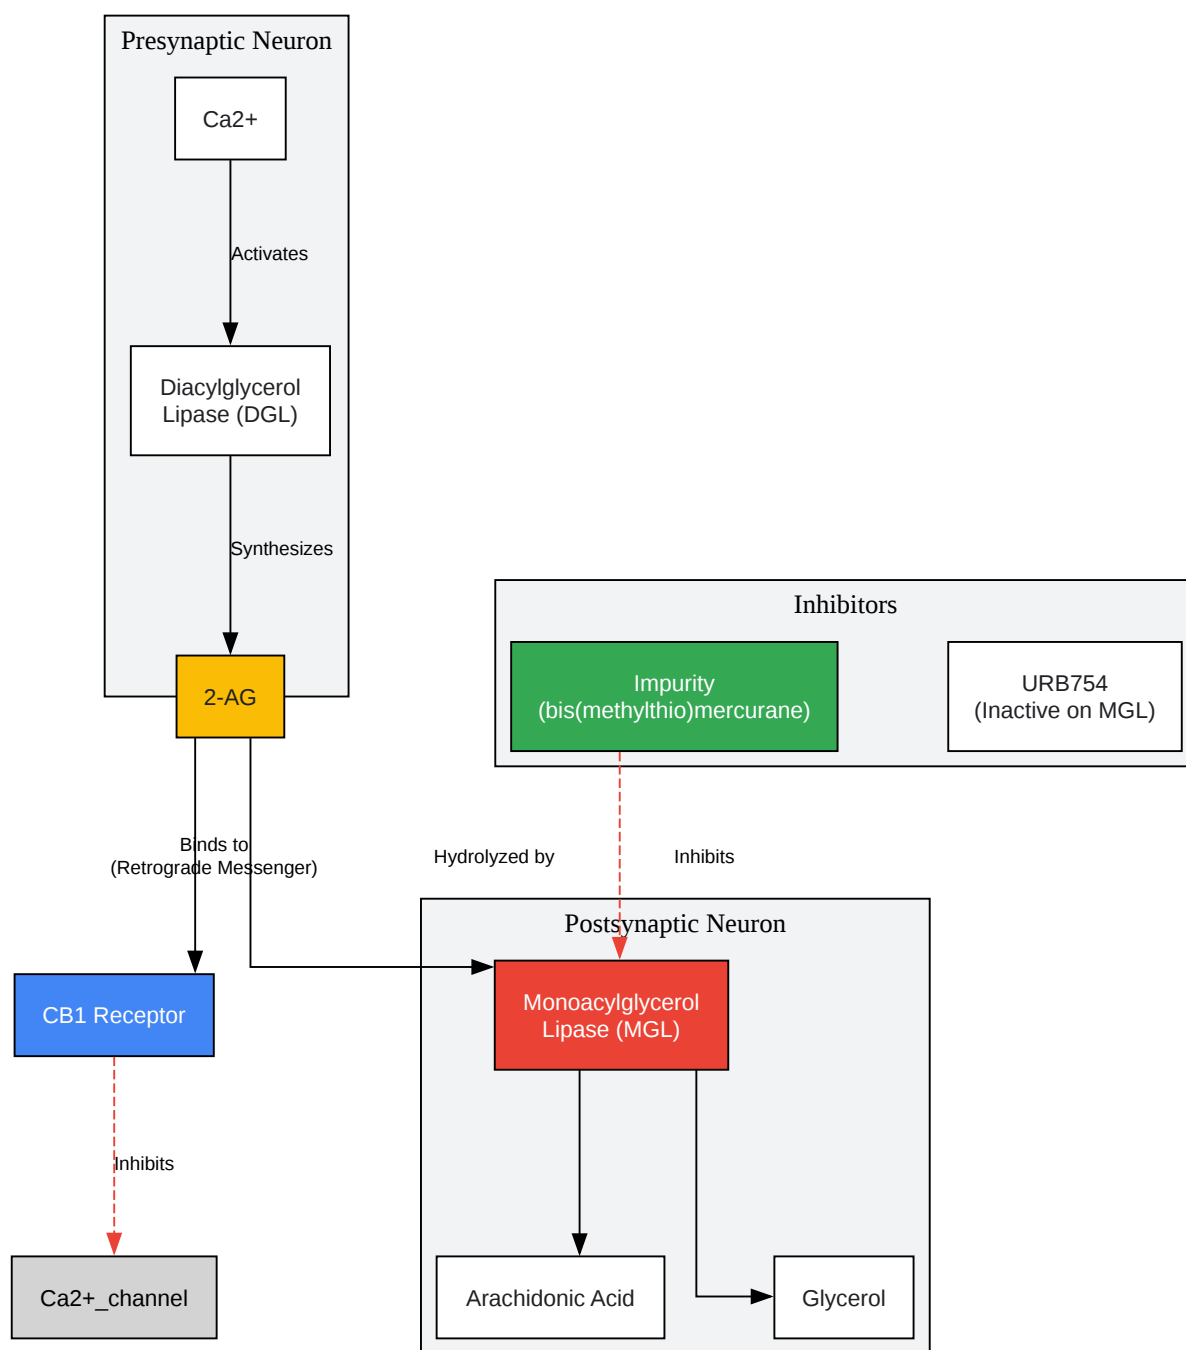 Presynaptic Neuron
Ca2+
Activates
Diacylglycerol
Lipase (DGL)
Synthesizes
2-AG
Inhibitors
Impurity
(bis(methylthio)mercurane)
URB754
(Inactive on MGL)
Binds to
(Retrograde Messenger)
Hydrolyzed by
Inhibits
Postsynaptic Neuron
CB1 Receptor
Monoacylglycerol
Lipase (MGL)
Inhibits
Ca2+_channel
Arachidonic Acid
Glycerol